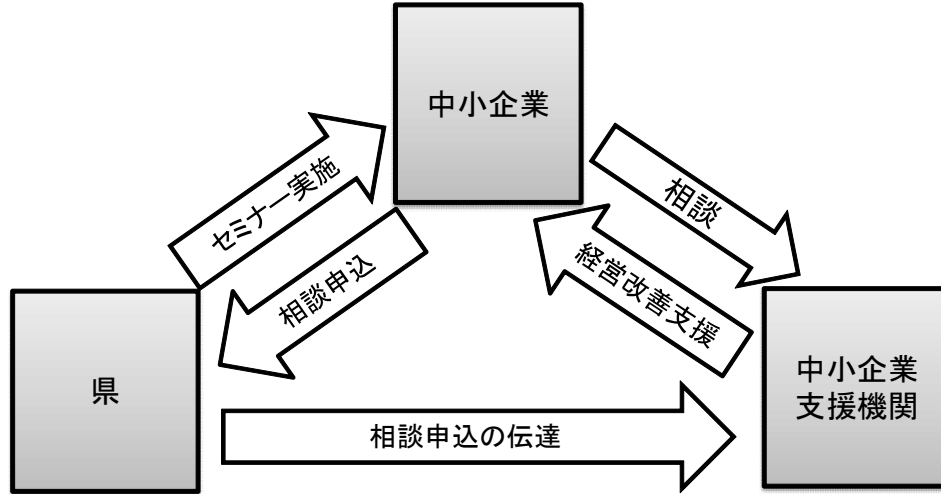 中小企業
セミナー実施
相談申込
相談
経営改善支援
県
相談申込の伝達
中小企業
支援機関